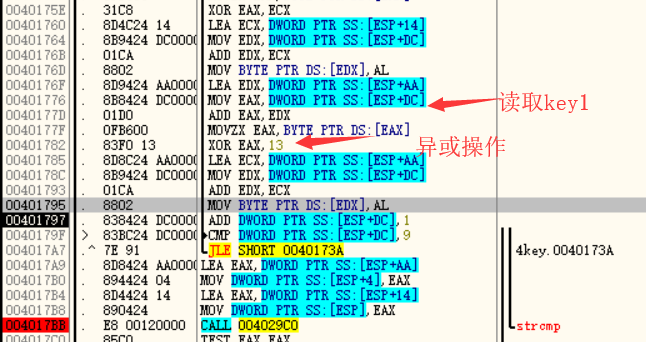 0040175E . 31C8 XOR EAX,ECX
00401760 . 8D4C24 14 LEA ECX,DWORD PTR SS:[ESP+14]
00401764 . 8B9424 DC0000 MOV EDX,DWORD PTR SS:[ESP+DC]
0040176B . 01CA ADD EDX,ECX
0040176D . 8802 MOV BYTE PTR DS:[EDX],AL
0040176F . 8D9424 AA0000 LEA EDX,DWORD PTR SS:[ESP+AA]
00401776 . 8B8424 DC0000 MOV EAX,DWORD PTR SS:[ESP+DC] 读取key1
0040177D . 01D0 ADD EAX,EDX
0040177F . 0FB600 MOVZX EAX,BYTE PTR DS:[EAX]
00401782 . 83F0 13 XOR EAX,13 异或操作
00401785 . 8D8C24 AA0000 LEA ECX,DWORD PTR SS:[ESP+AA]
0040178C . 8B9424 DC0000 MOV EDX,DWORD PTR SS:[ESP+DC]
00401793 . 01CA ADD EDX,ECX
00401795 . 8802 MOV BYTE PTR DS:[EDX],AL
00401797 . 838424 DC0000 ADD DWORD PTR SS:[ESP+DC],1
0040179F > 83BC24 DC0000 CMP DWORD PTR SS:[ESP+DC],9
004017A7 .^ 7E 91 JLE SHORT 0040173A 4key.0040173A
004017A9 . 8D8424 AA0000 LEA EAX,DWORD PTR SS:[ESP+AA]
004017B0 . 894424 04 MOV DWORD PTR SS:[ESP+4],EAX
004017B4 . 8D4424 14 LEA EAX,DWORD PTR SS:[ESP+14]
004017B8 . 890424 MOV DWORD PTR SS:[ESP],EAX
004017BB . E8 00120000 CALL 004029C0 strcmp
004017C0 . 85C0 TEST EAX,EAX